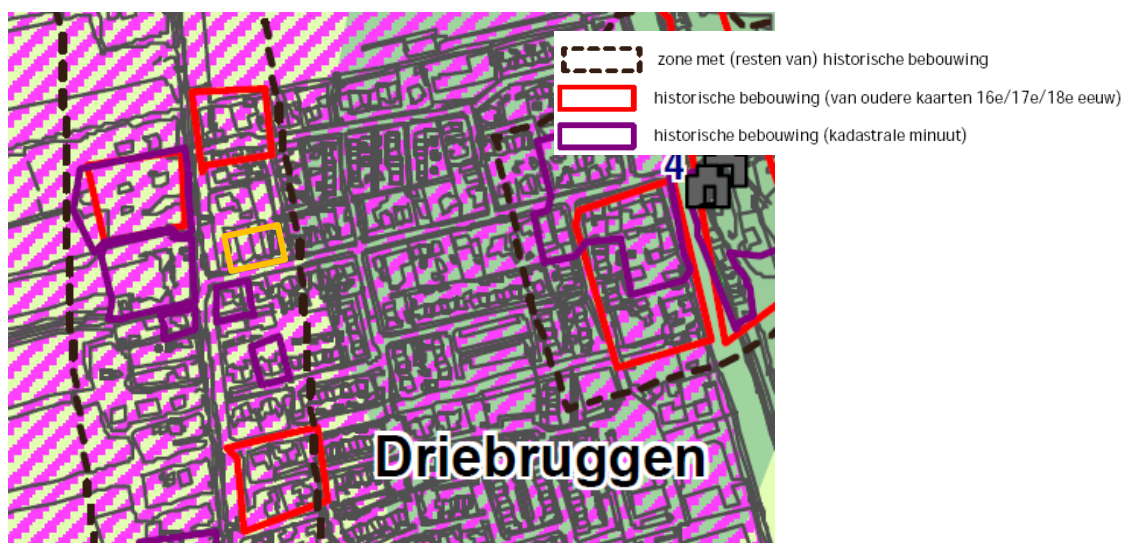 zone met (resten van) historische bebouwing
historische bebouwing (van oudere kaarten 16e/17e/18e eeuw)
historische bebouwing (kadastrale minuut)
4
Driebruggen